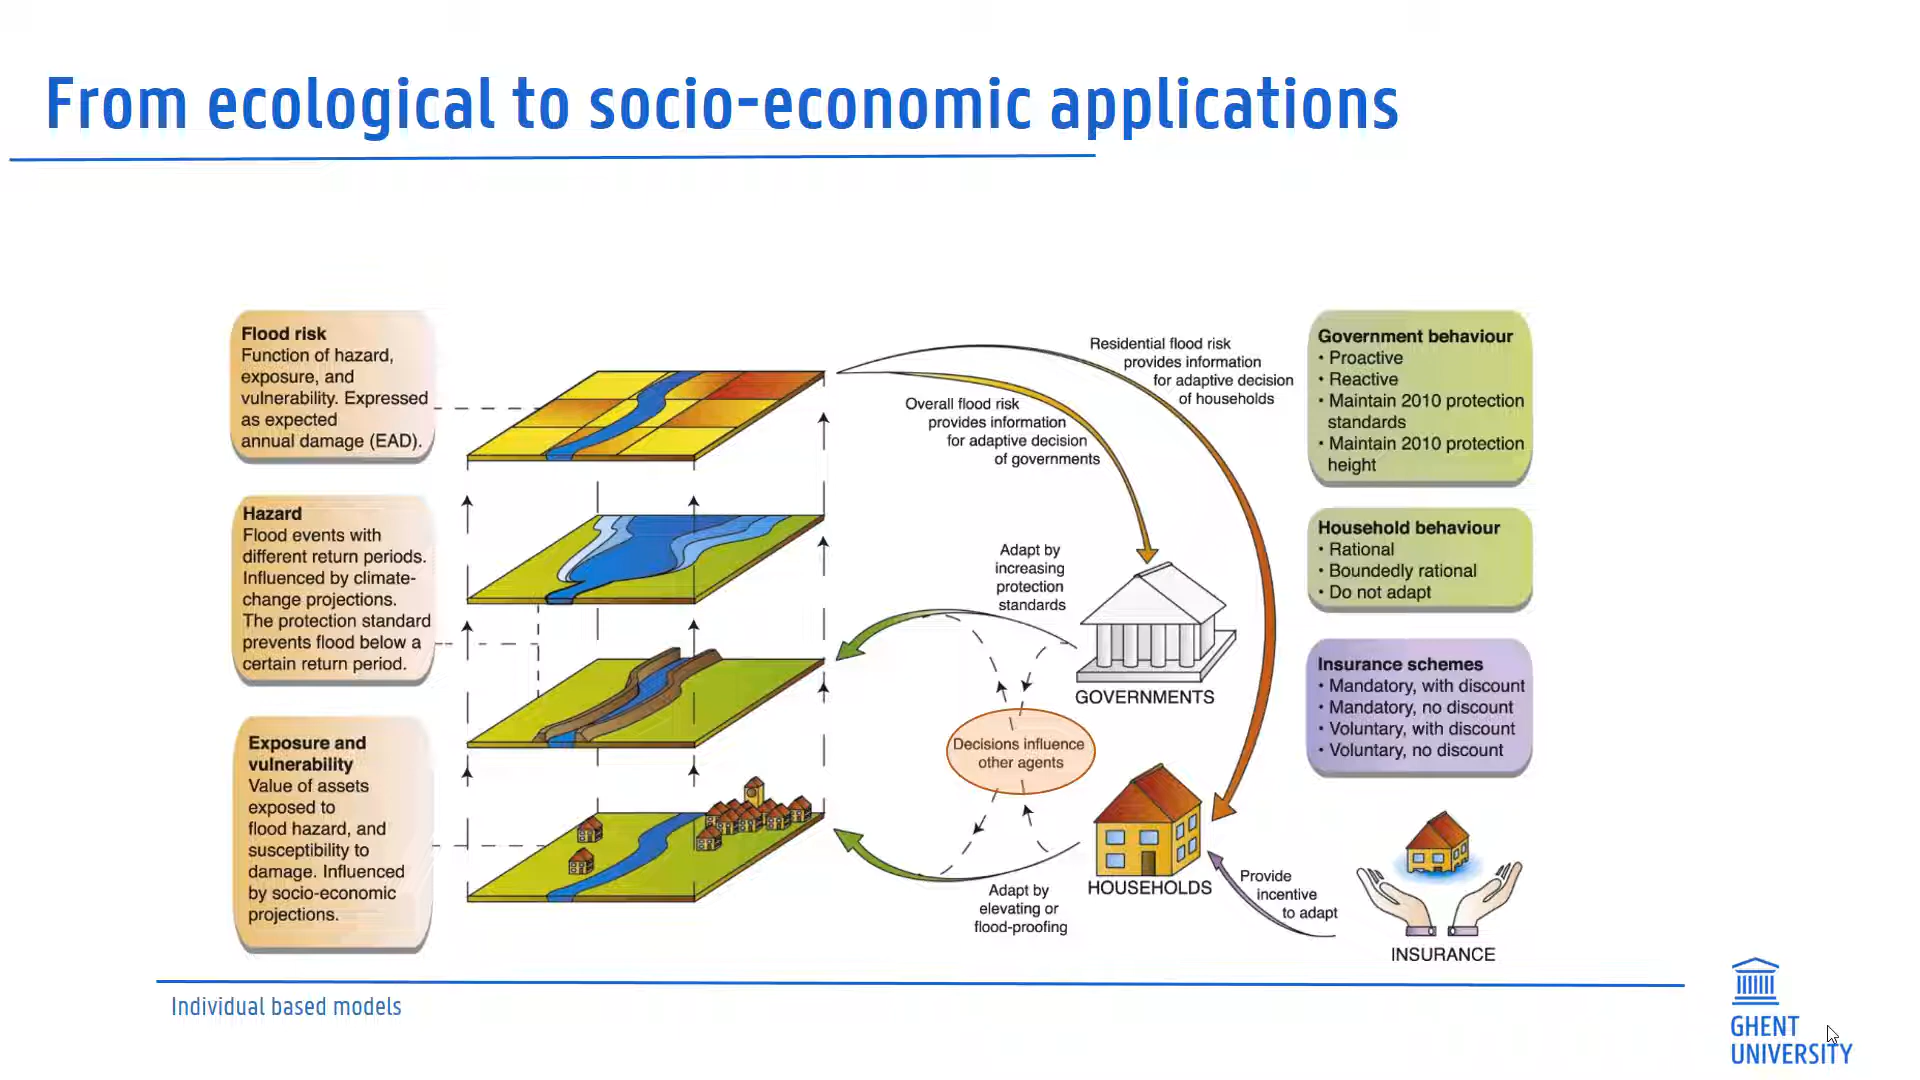 From ecological to socio-economic applications
Flood risk
Function of hazard,
exposure, and
vulnerability. Expressed
as expected
annual damage (EAD).
Hazard
Flood events with
different return periods.
Influenced by climate-
change projections.
The protection standard
prevents flood below a
certain return period.
Exposure and
vulnerability
Value of assets
exposed to
flood hazard, and
susceptibility to
damage. Influenced
by socio-economic
projections.
Residential flood risk
provides information
for adaptive decision
of households
Overall flood risk
provides information
for adaptive decision
of governments
Adapt by
increasing
protection
standards
GOVERNMENTS
Decisions influence
other agents
HOUSEHOLDS
Adapt by
elevating or
flood-proofing
Provide
incentive
to adapt
INSURANCE
Government behaviour
• Proactive
• Reactive
• Maintain 2010 protection
standards
• Maintain 2010 protection
height
Household behaviour
• Rational
• Boundedly rational
• Do not adapt
Insurance schemes
• Mandatory, with discount
• Mandatory, no discount
• Voluntary, with discount
• Voluntary, no discount
Individual based models
GHENT
UNIVERSITY